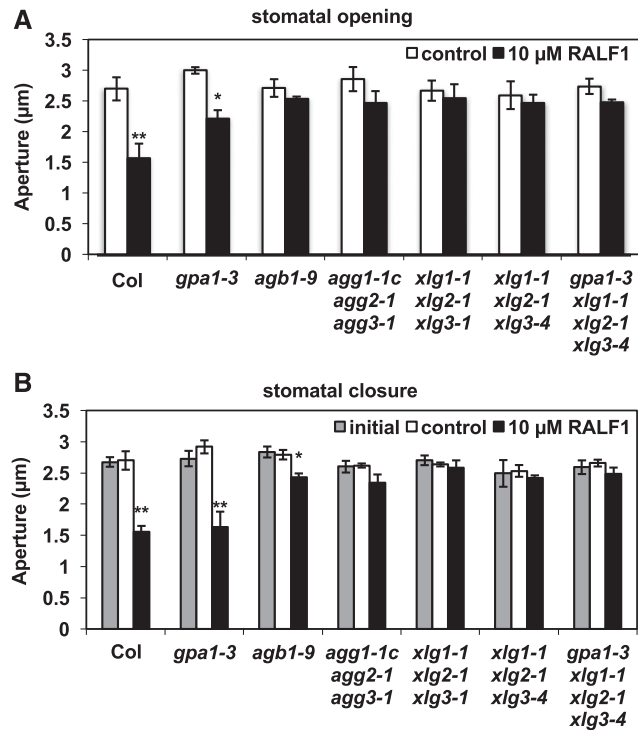 A
stomatal opening
control 10 µM RALF1
Aperture (µm)
3.5
3
2.5
2
1.5
1
0.5
0
**
*
Col gpa1-3 agb1-9 agg1-1c xlg1-1 xlg1-1 gpa1-3
agg2-1 xlg2-1 xlg2-1 xlg1-1
agg3-1 xlg3-1 xlg3-4 xlg2-1
xlg3-4
B
stomatal closure
initial control 10 µM RALF1
Aperture (µm)
3.5
3
2.5
2
1.5
1
0.5
0
**
**
*
Col gpa1-3 agb1-9 agg1-1c xlg1-1 xlg1-1 gpa1-3
agg2-1 xlg2-1 xlg2-1 xlg1-1
agg3-1 xlg3-1 xlg3-4 xlg2-1
xlg3-4